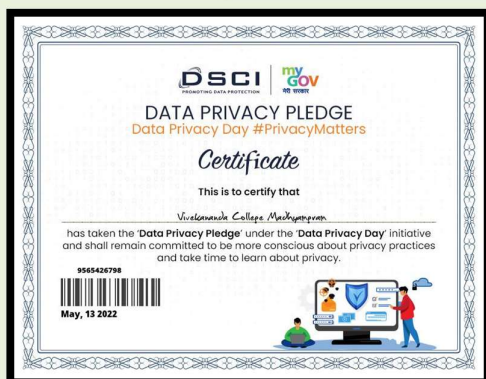 DSCI
PROMOTING DATA PROTECTION
my
GOV
मेरी सरकार
DATA PRIVACY PLEDGE
Data Privacy Day #PrivacyMatters
Certificate
This is to certify that
Vivekananda College Madhyampram
has taken the 'Data Privacy Pledge' under the 'Data Privacy Day' initiative
and shall remain committed to be more conscious about privacy practices
and take time to learn about privacy.
9565426798
May, 13 2022